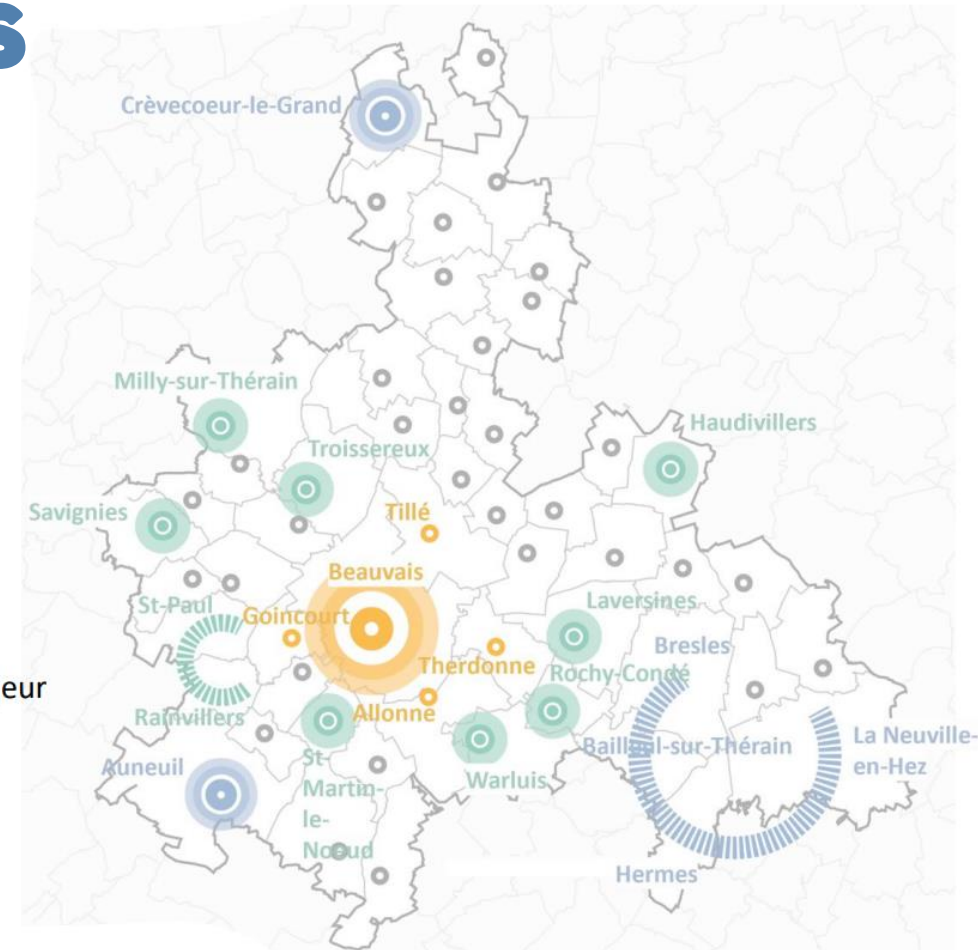 s
Crèvecoeur-le-Grand
Milly-sur-Thérain
Haudivillers
Troissereux
Savignies
Tillé
Beauvais
St-Paul
Goincourt
Laversines
Bresles
Therdonne
Rochy-Condé
eur
Rainvillers
Allonne
La Neuville-
en-Hez
Bailleul-sur-Thérain
Auneuil
St-
Martin-
le-
Noeud
Warluis
Hermes